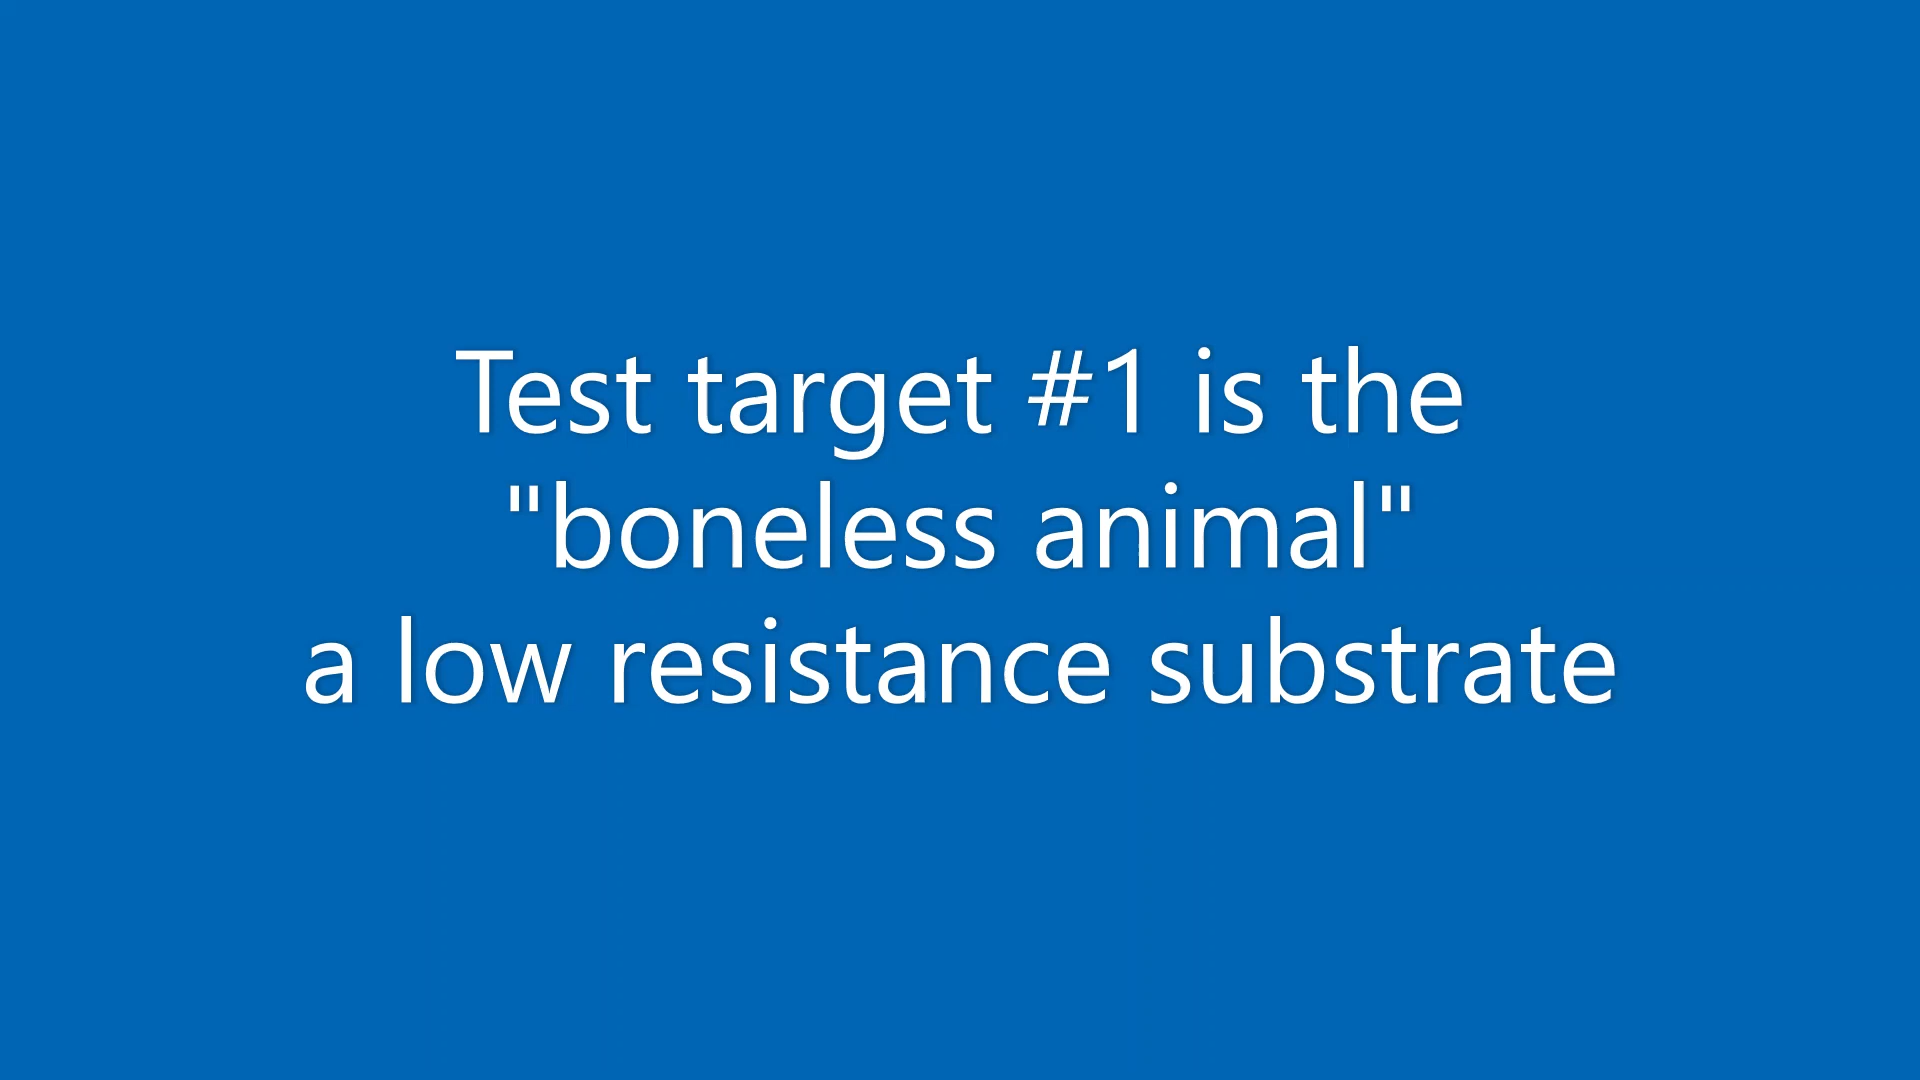 Test target #1 is the
"boneless animal"
a low resistance substrate